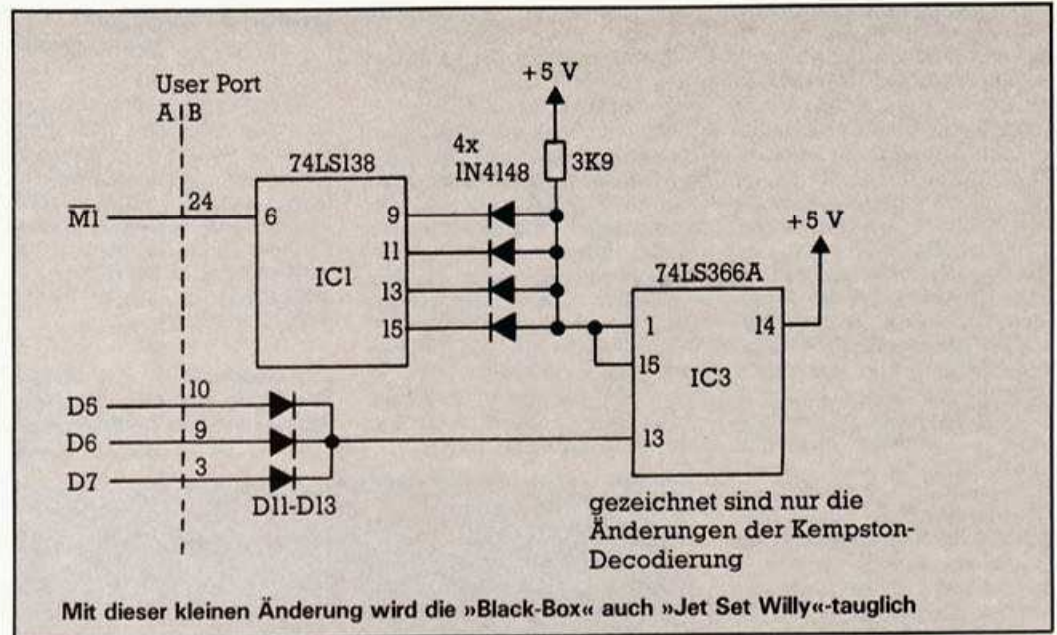 User Port
A B
+5 V
4x
1N4148
3K9
74LS138
M1
24
6
9
11
13
15
IC1
+5 V
74LS366A
1
14
15
IC3
13
D5
10
D6
9
D7
3
D11-D13
gezeichnet sind nur die
Änderungen der Kempston-
Decodierung
Mit dieser kleinen Änderung wird die »Black-Box« auch »Jet Set Willy«-tauglich